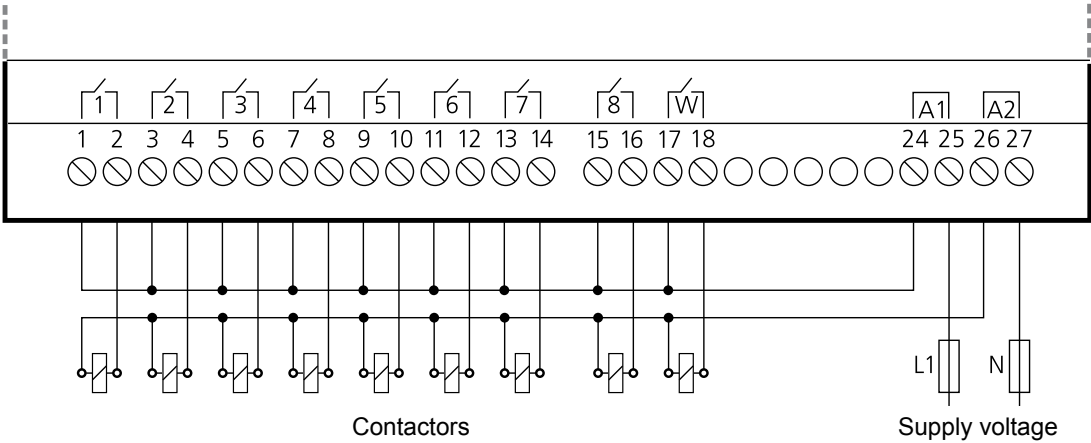 1 2 3 4 5 6 7 8 W A1 A2
1 2 3 4 5 6 7 8 9 10 11 12 13 14 15 16 17 18 24 25 26 27
L1 N
Contactors Supply voltage